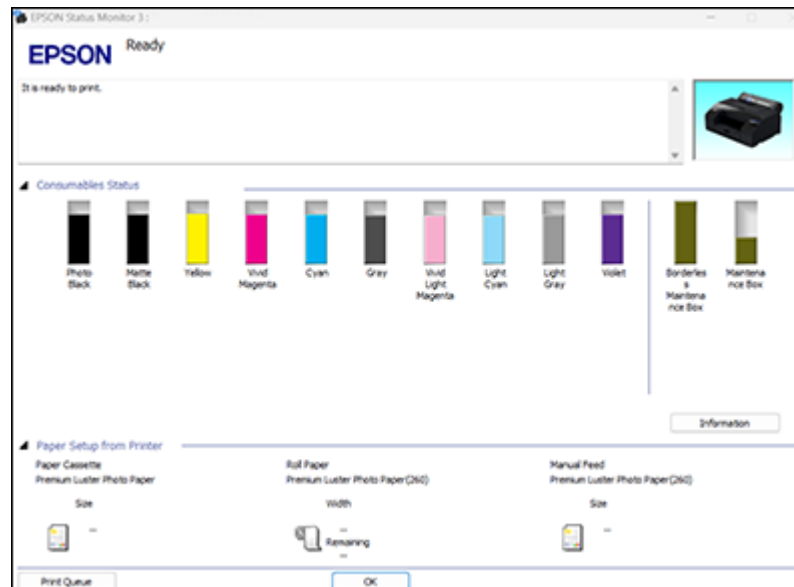 EPSON Status Monitor 3 :
EPSON
Ready
It is ready to print.
Consumables Status
Photo Black
Matte Black
Yellow
Vivid Magenta
Cyan
Gray
Vivid Light Magenta
Light Cyan
Light Gray
Violet
Borderles s Maintena nce Box
Maintena nce Box
Information
Paper Setup from Printer
Paper Cassette
Premium Luster Photo Paper
Size
--
Roll Paper
Premium Luster Photo Paper(260)
Width
--
Remaining
--
Manual Feed
Premium Luster Photo Paper(260)
Size
--
Print Queue
OK